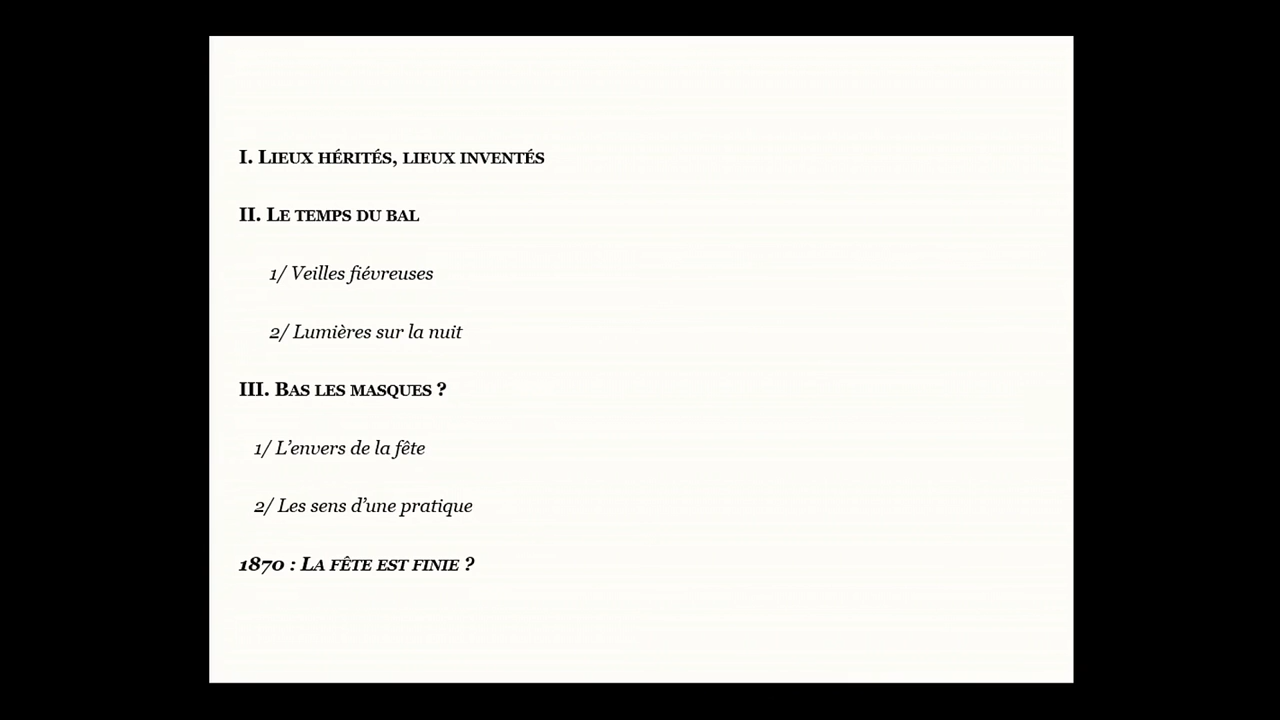 I. Lieux hérités, lieux inventés
II. Le temps du bal
1/ Veilles fiévreuses
2/ Lumières sur la nuit
III. Bas les masques ?
1/ L’envers de la fête
2/ Les sens d’une pratique
1870 : La fête est finie ?